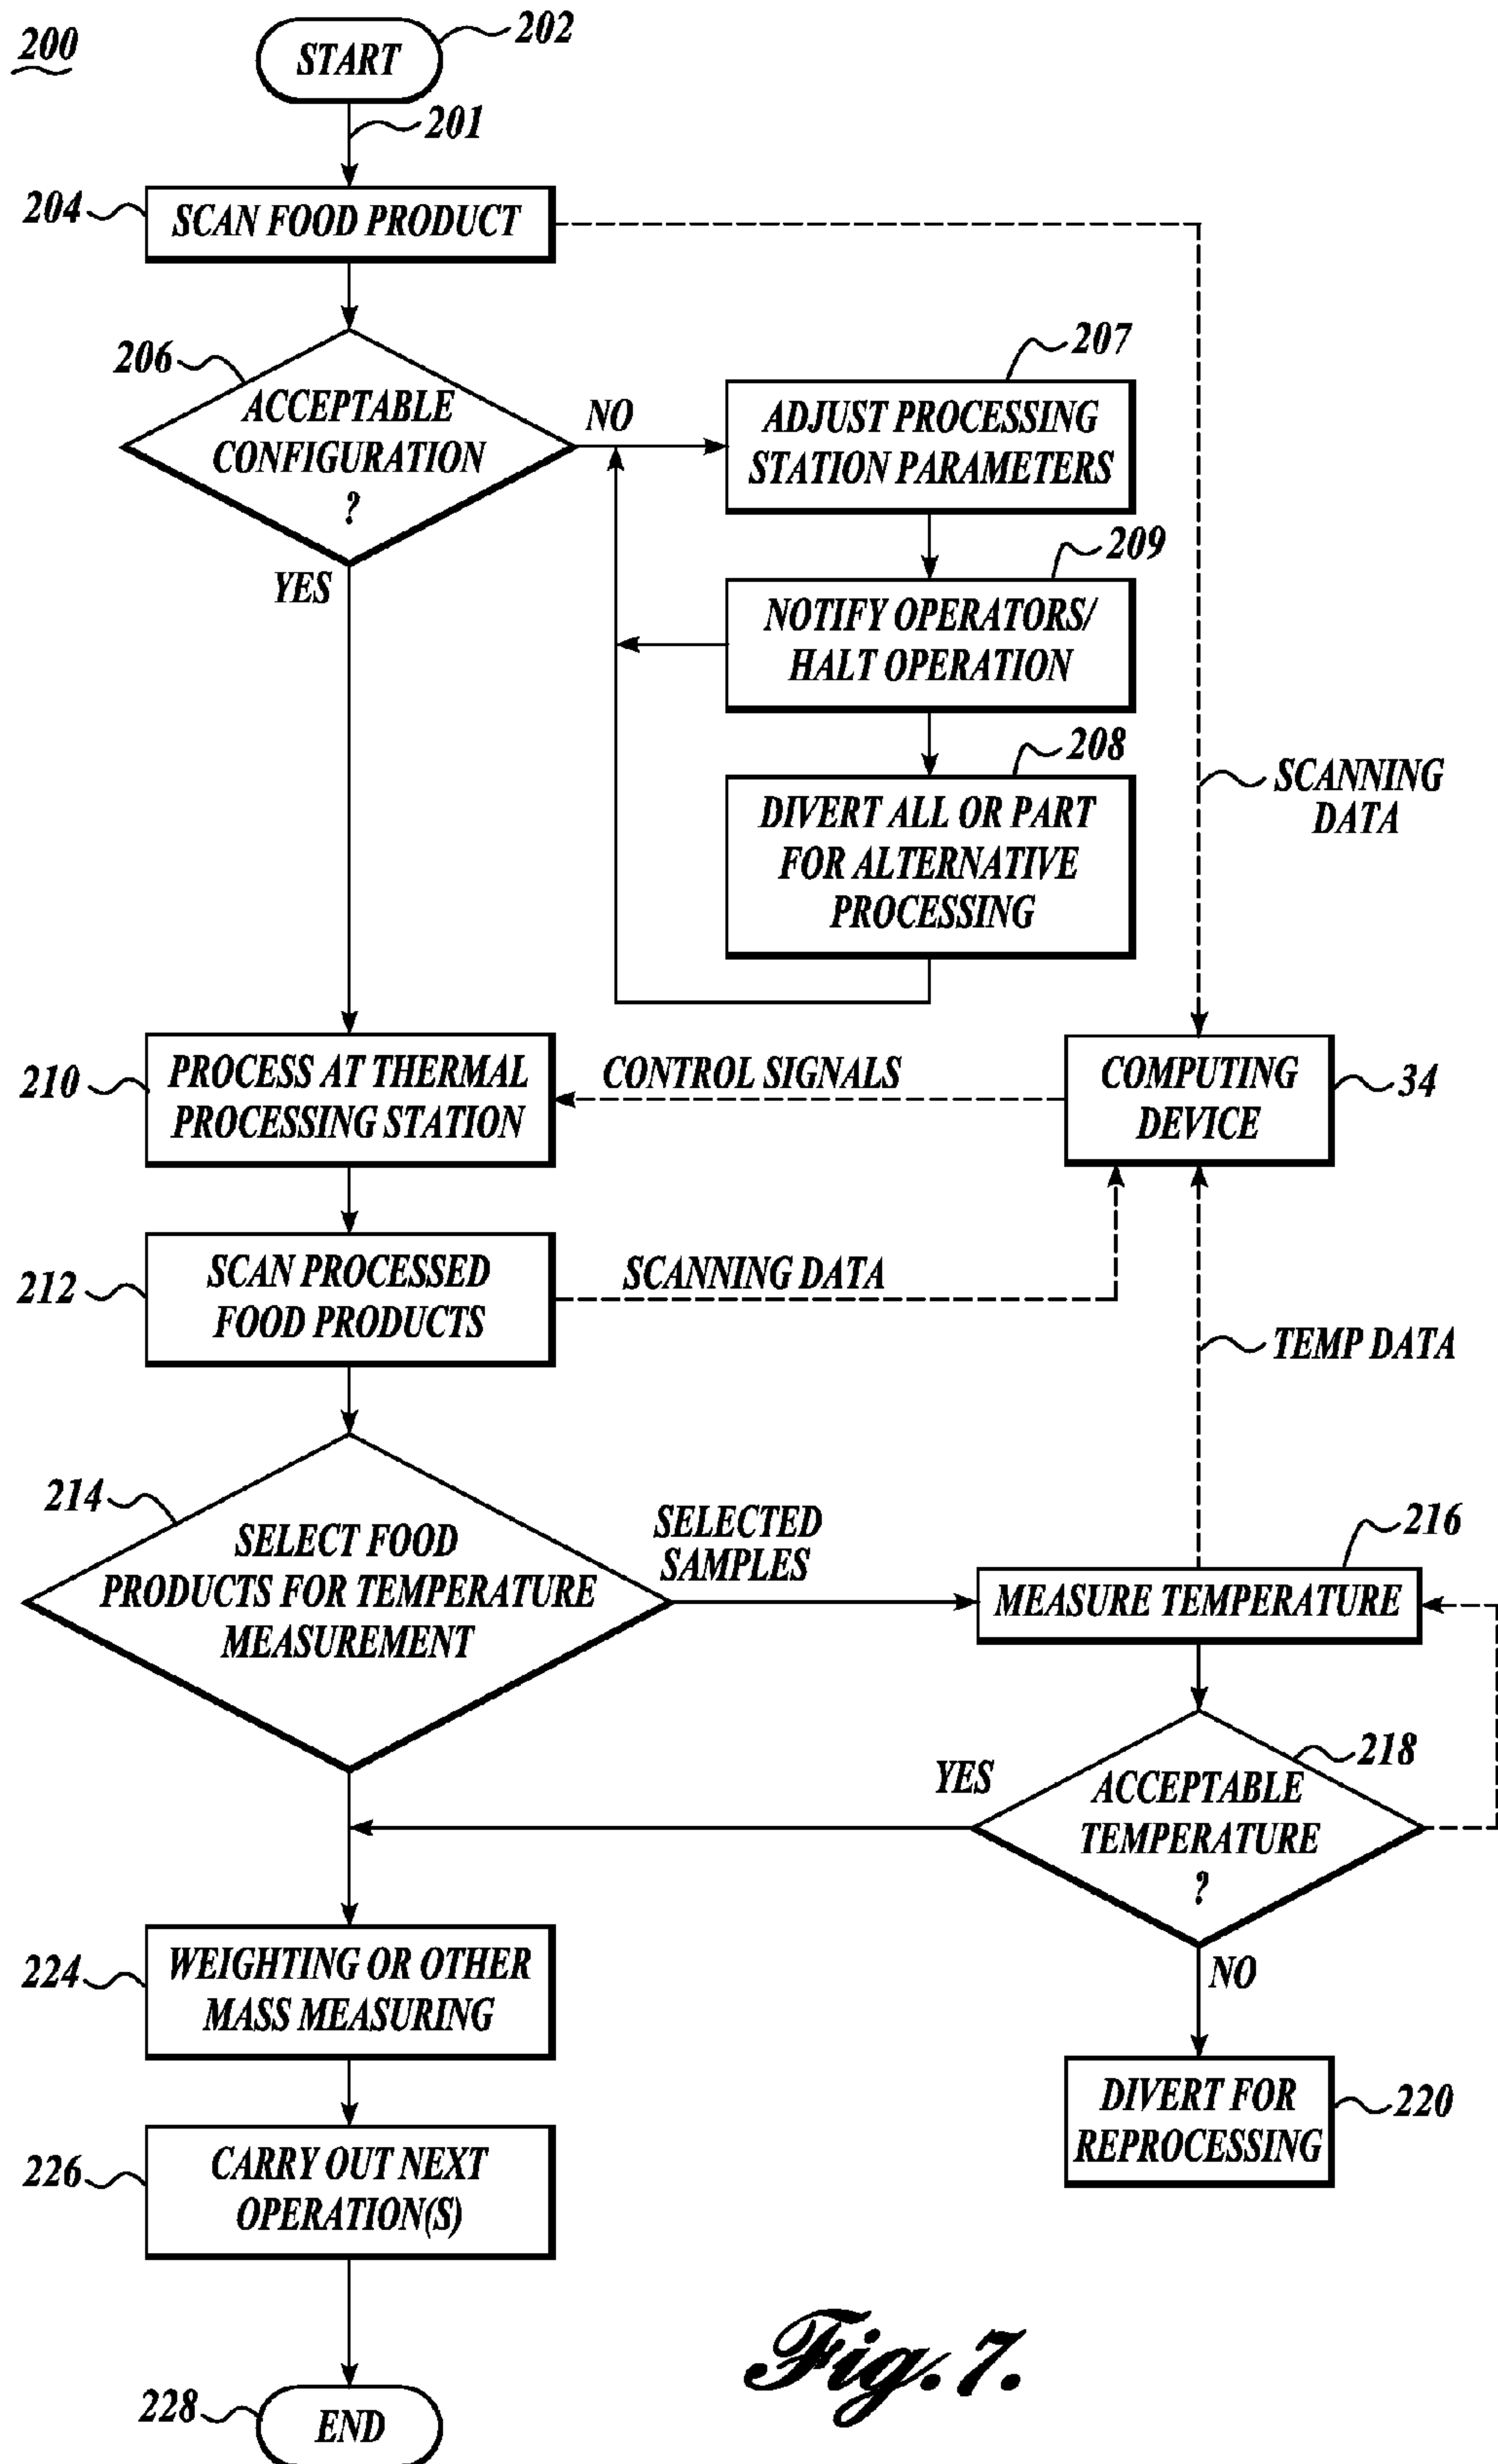 200
START
202
201
204
SCAN FOOD PRODUCT
206
ACCEPTABLE
CONFIGURATION
?
NO
YES
207
ADJUST PROCESSING
STATION PARAMETERS
209
NOTIFY OPERATORS/
HALT OPERATION
208
DIVERT ALL OR PART
FOR ALTERNATIVE
PROCESSING
SCANNING
DATA
210
PROCESS AT THERMAL
PROCESSING STATION
CONTROL SIGNALS
COMPUTING
DEVICE
34
212
SCAN PROCESSED
FOOD PRODUCTS
SCANNING DATA
TEMP DATA
214
SELECT FOOD
PRODUCTS FOR TEMPERATURE
MEASUREMENT
SELECTED
SAMPLES
216
MEASURE TEMPERATURE
218
YES
ACCEPTABLE
TEMPERATURE
?
NO
224
WEIGHTING OR OTHER
MASS MEASURING
DIVERT FOR
REPROCESSING
220
226
CARRY OUT NEXT
OPERATION(S)
228
END
Fig. 7.